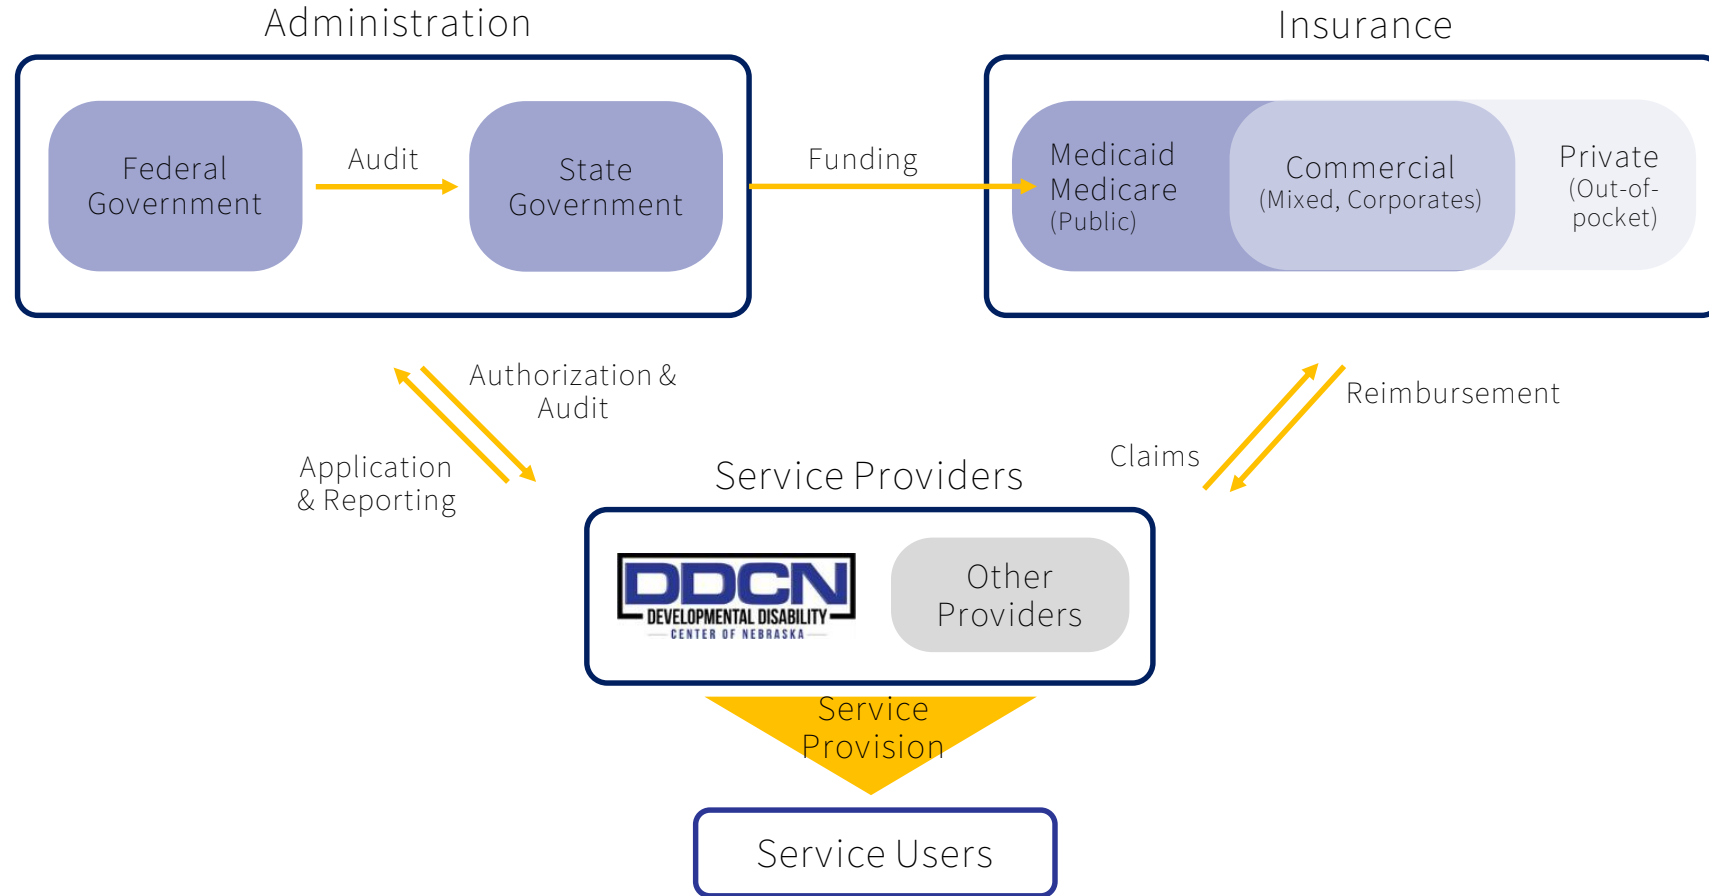 Administration
Insurance
Federal
Government
Audit
State
Government
Funding
Medicaid
Medicare
(Public)
Commercial
(Mixed, Corporates)
Private
(Out-of-
pocket)
Authorization &
Audit
Application
& Reporting
Claims
Reimbursement
Service Providers
DDCN
DEVELOPMENTAL DISABILITY
CENTER OF NEBRASKA
Other
Providers
Service
Provision
Service Users